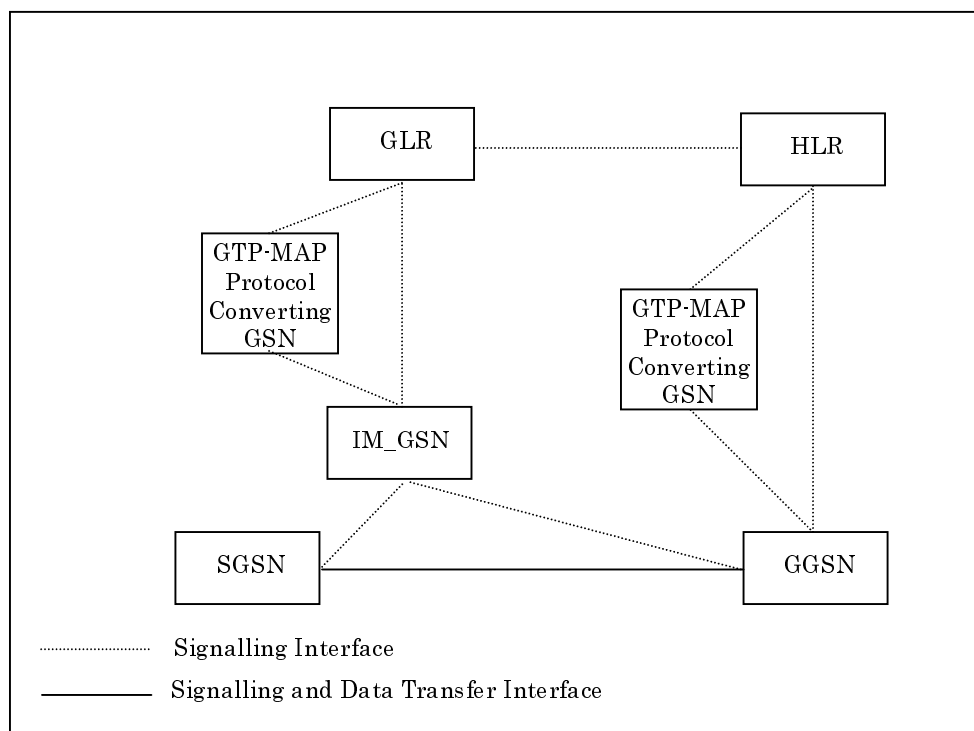 GLR
HLR
GTP-MAP
Protocol
Converting
GSN
GTP-MAP
Protocol
Converting
GSN
IM_GSN
SGSN
GGSN
Signalling Interface
Signalling and Data Transfer Interface